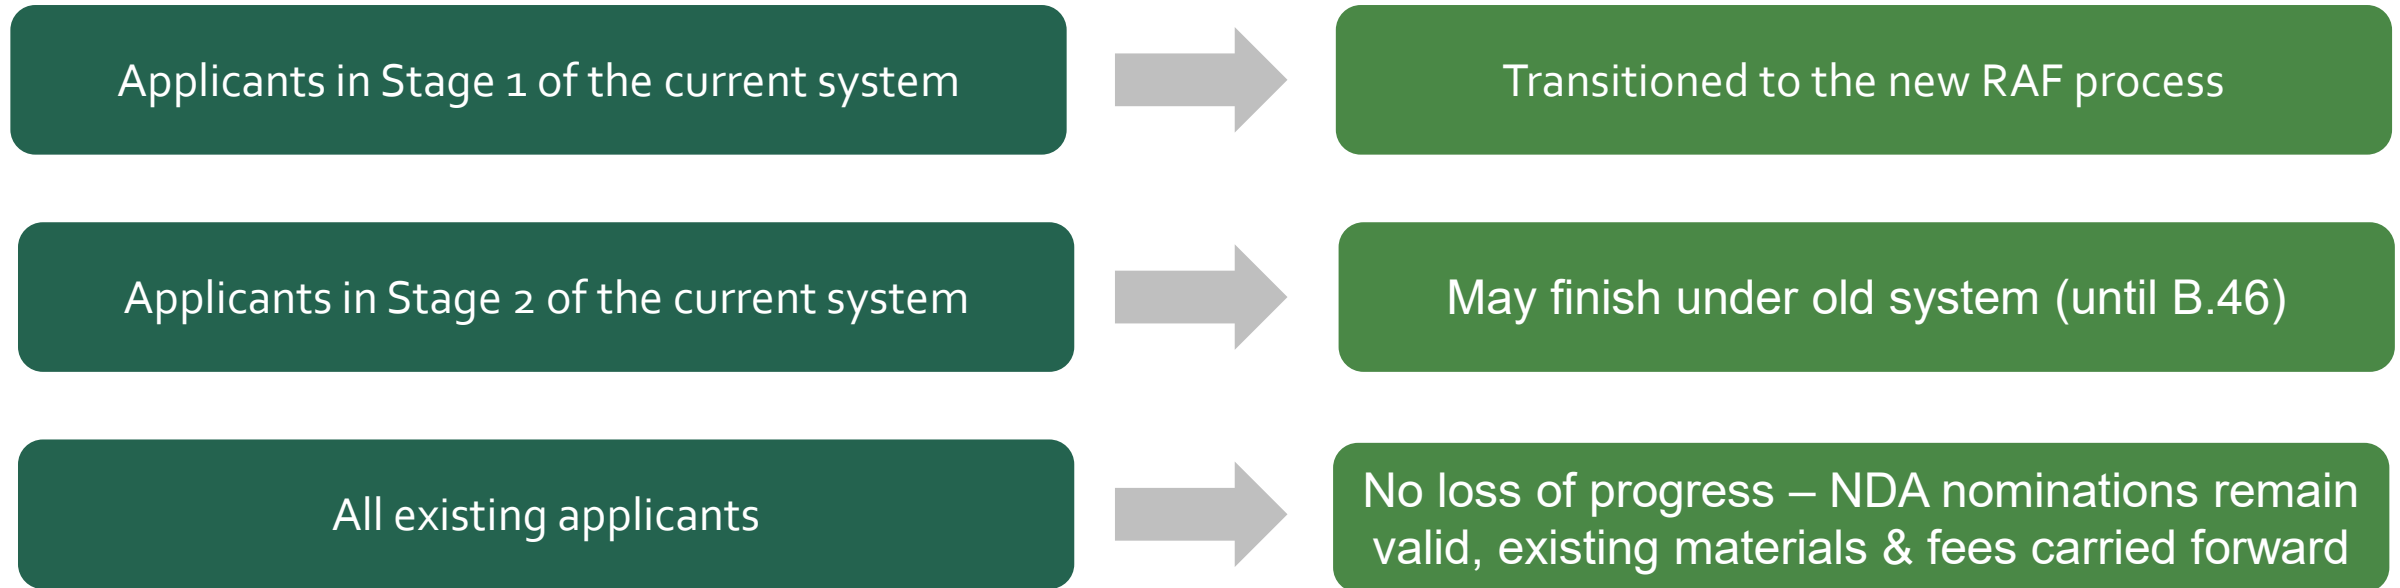 Applicants in Stage 1 of the current system
Transitioned to the new RAF process
Applicants in Stage 2 of the current system
May finish under old system (until B.46)
All existing applicants
No loss of progress – NDA nominations remain
valid, existing materials & fees carried forward